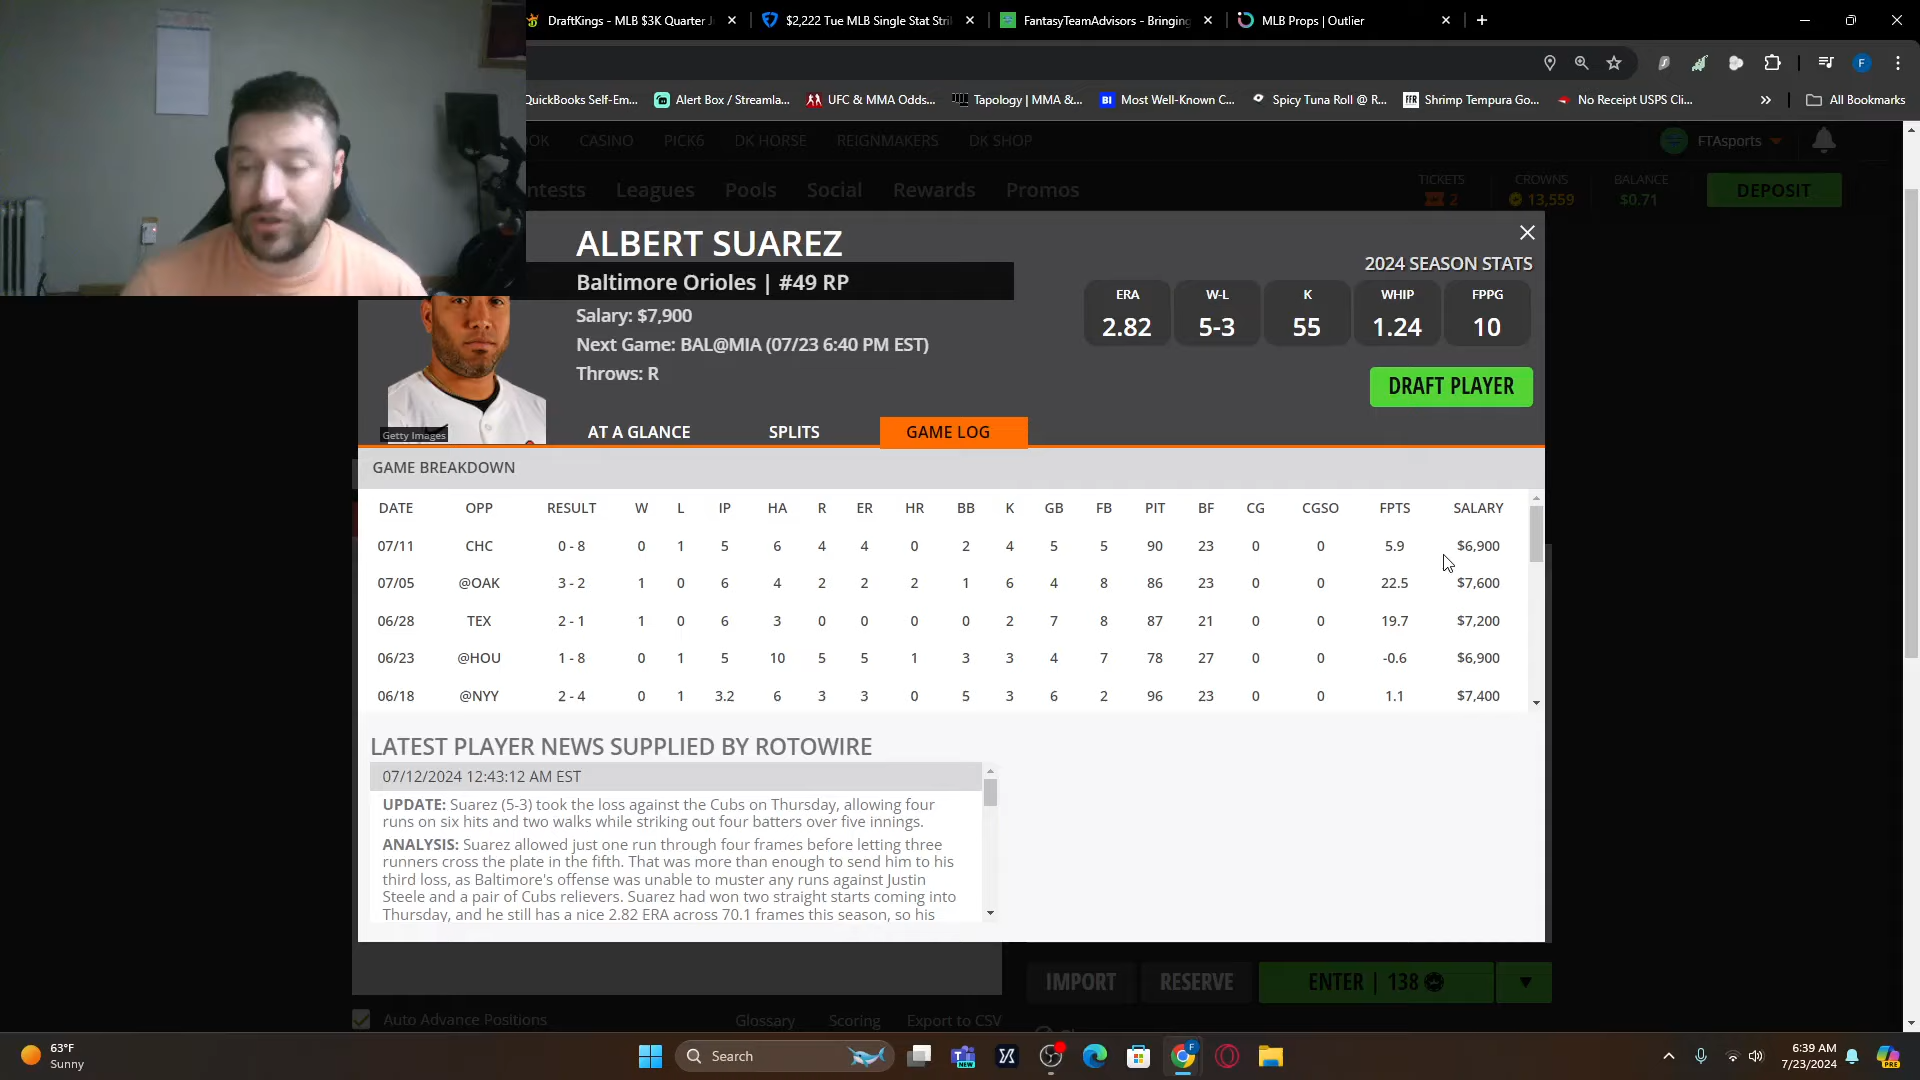 DraftKings - MLB $3K Quarter J
$2,222 Tue MLB Single Stat Stri
FantasyTeamAdvisors - Bringing
MLB Props | Outlier
F
QuickBooks Self-Em...
Alert Box / Streamla...
UFC & MMA Odds...
Tapology | MMA &...
BI Most Well-Known C...
Spicy Tuna Roll @ R...
FFR Shrimp Tempura Go...
No Receipt USPS Cli...
»
All Bookmarks
OK CASINO PICK6 DK HORSE REIGNMAKERS DK SHOP
FTAsports
ntests Leagues Pools Social Rewards Promos
TICKETS CROWNS BALANCE
2 13,559 $0.71
DEPOSIT
ALBERT SUAREZ
Baltimore Orioles | #49 RP
Salary: $7,900
Next Game: BAL@MIA (07/23 6:40 PM EST)
Throws: R
2024 SEASON STATS
ERA W-L K WHIP FPPG
2.82 5-3 55 1.24 10
DRAFT PLAYER
Getty Images
AT A GLANCE SPLITS GAME LOG
GAME BREAKDOWN
DATE OPP RESULT W L IP HA R ER HR BB K GB FB PIT BF CG CGSO FPTS SALARY
07/11 CHC 0 - 8 0 1 5 6 4 4 0 2 4 5 5 90 23 0 0 5.9 $6,900
07/05 @OAK 3 - 2 1 0 6 4 2 2 2 1 6 4 8 86 23 0 0 22.5 $7,600
06/28 TEX 2 - 1 1 0 6 3 0 0 0 0 2 7 8 87 21 0 0 19.7 $7,200
06/23 @HOU 1 - 8 0 1 5 10 5 5 1 3 3 4 7 78 27 0 0 -0.6 $6,900
06/18 @NYY 2 - 4 0 1 3.2 6 3 3 0 5 3 6 2 96 23 0 0 1.1 $7,400
LATEST PLAYER NEWS SUPPLIED BY ROTOWIRE
07/12/2024 12:43:12 AM EST
UPDATE: Suarez (5-3) took the loss against the Cubs on Thursday, allowing four
runs on six hits and two walks while striking out four batters over five innings.
ANALYSIS: Suarez allowed just one run through four frames before letting three
runners cross the plate in the fifth. That was more than enough to send him to his
third loss, as Baltimore's offense was unable to muster any runs against Justin
Steele and a pair of Cubs relievers. Suarez had won two straight starts coming into
Thursday, and he still has a nice 2.82 ERA across 70.1 frames this season, so his
IMPORT RESERVE ENTER | 138
Auto Advance Positions Glossary Scoring Export to CSV
63°F
Sunny
Search
NEW
F
6:39 AM
7/23/2024
PRE